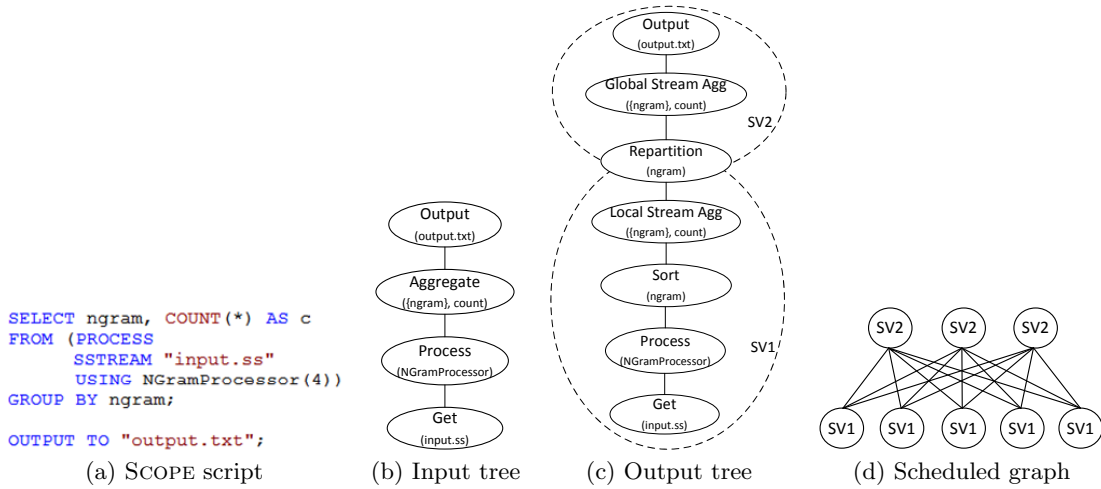 SELECT ngram, COUNT(*) AS c
FROM (PROCESS
SSTREAM "input.ss"
USING NGramProcessor(4))
GROUP BY ngram;
OUTPUT TO "output.txt";
(a) SCOPE script
Output
(output.txt)
Aggregate
({ngram}, count)
Process
(NGramProcessor)
Get
(input.ss)
(b) Input tree
Output
(output.txt)
Global Stream Agg
({ngram}, count)
SV2
Repartition
(ngram)
Local Stream Agg
({ngram}, count)
Sort
(ngram)
Process
(NGramProcessor)
SV1
Get
(input.ss)
(c) Output tree
SV2 SV2 SV2
SV1 SV1 SV1 SV1 SV1
(d) Scheduled graph